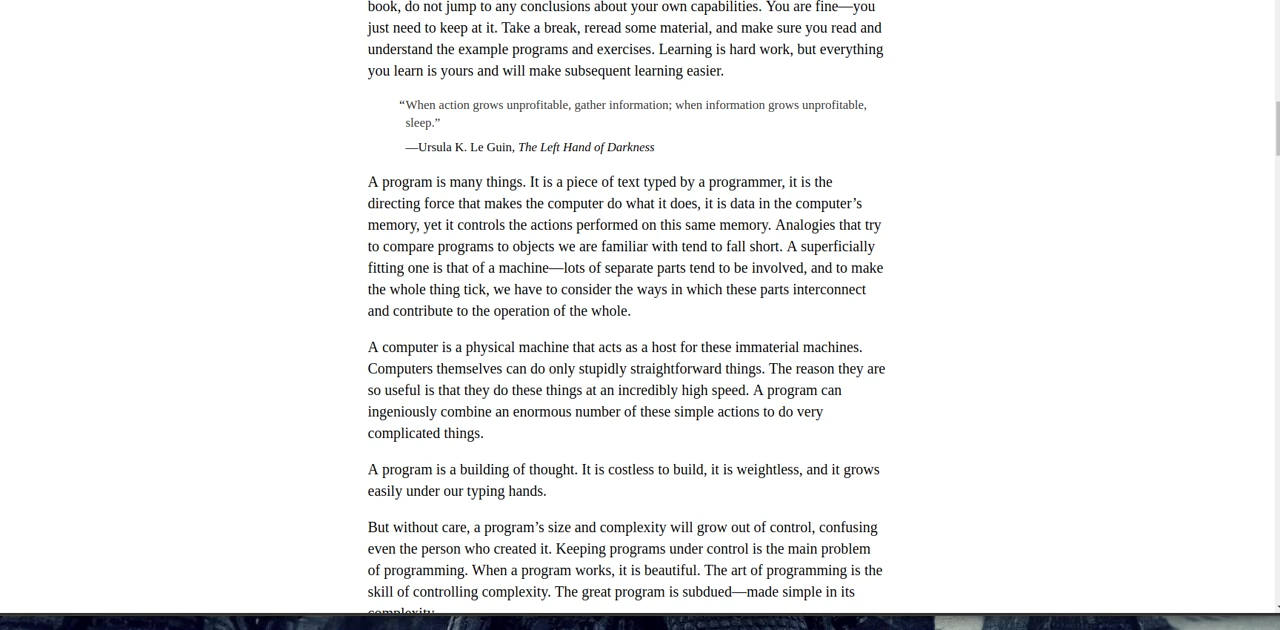 book, do not jump to any conclusions about your own capabilities. You are fine—you
just need to keep at it. Take a break, reread some material, and make sure you read and
understand the example programs and exercises. Learning is hard work, but everything
you learn is yours and will make subsequent learning easier.
“When action grows unprofitable, gather information; when information grows unprofitable,
sleep.”
—Ursula K. Le Guin, The Left Hand of Darkness
A program is many things. It is a piece of text typed by a programmer, it is the
directing force that makes the computer do what it does, it is data in the computer’s
memory, yet it controls the actions performed on this same memory. Analogies that try
to compare programs to objects we are familiar with tend to fall short. A superficially
fitting one is that of a machine—lots of separate parts tend to be involved, and to make
the whole thing tick, we have to consider the ways in which these parts interconnect
and contribute to the operation of the whole.
A computer is a physical machine that acts as a host for these immaterial machines.
Computers themselves can do only stupidly straightforward things. The reason they are
so useful is that they do these things at an incredibly high speed. A program can
ingeniously combine an enormous number of these simple actions to do very
complicated things.
A program is a building of thought. It is costless to build, it is weightless, and it grows
easily under our typing hands.
But without care, a program’s size and complexity will grow out of control, confusing
even the person who created it. Keeping programs under control is the main problem
of programming. When a program works, it is beautiful. The art of programming is the
skill of controlling complexity. The great program is subdued—made simple in its
complexity.